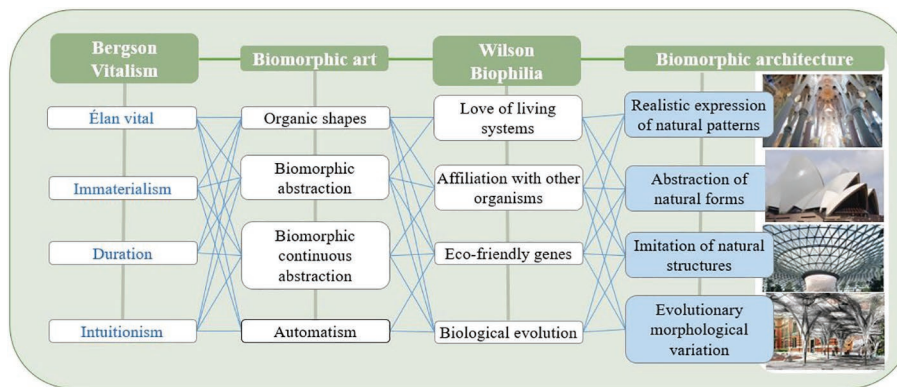 Bergson
Vitalism
Biomorphic art
Wilson
Biophilia
Biomorphic architecture
Élan vital
Immaterialism
Duration
Intuitionism
Organic shapes
Biomorphic
abstraction
Biomorphic
continuous
abstraction
Automatism
Love of living
systems
Affiliation with other
organisms
Eco-friendly genes
Biological evolution
Realistic expression
of natural patterns
Abstraction of
natural forms
Imitation of natural
structures
Evolutionary
morphological
variation